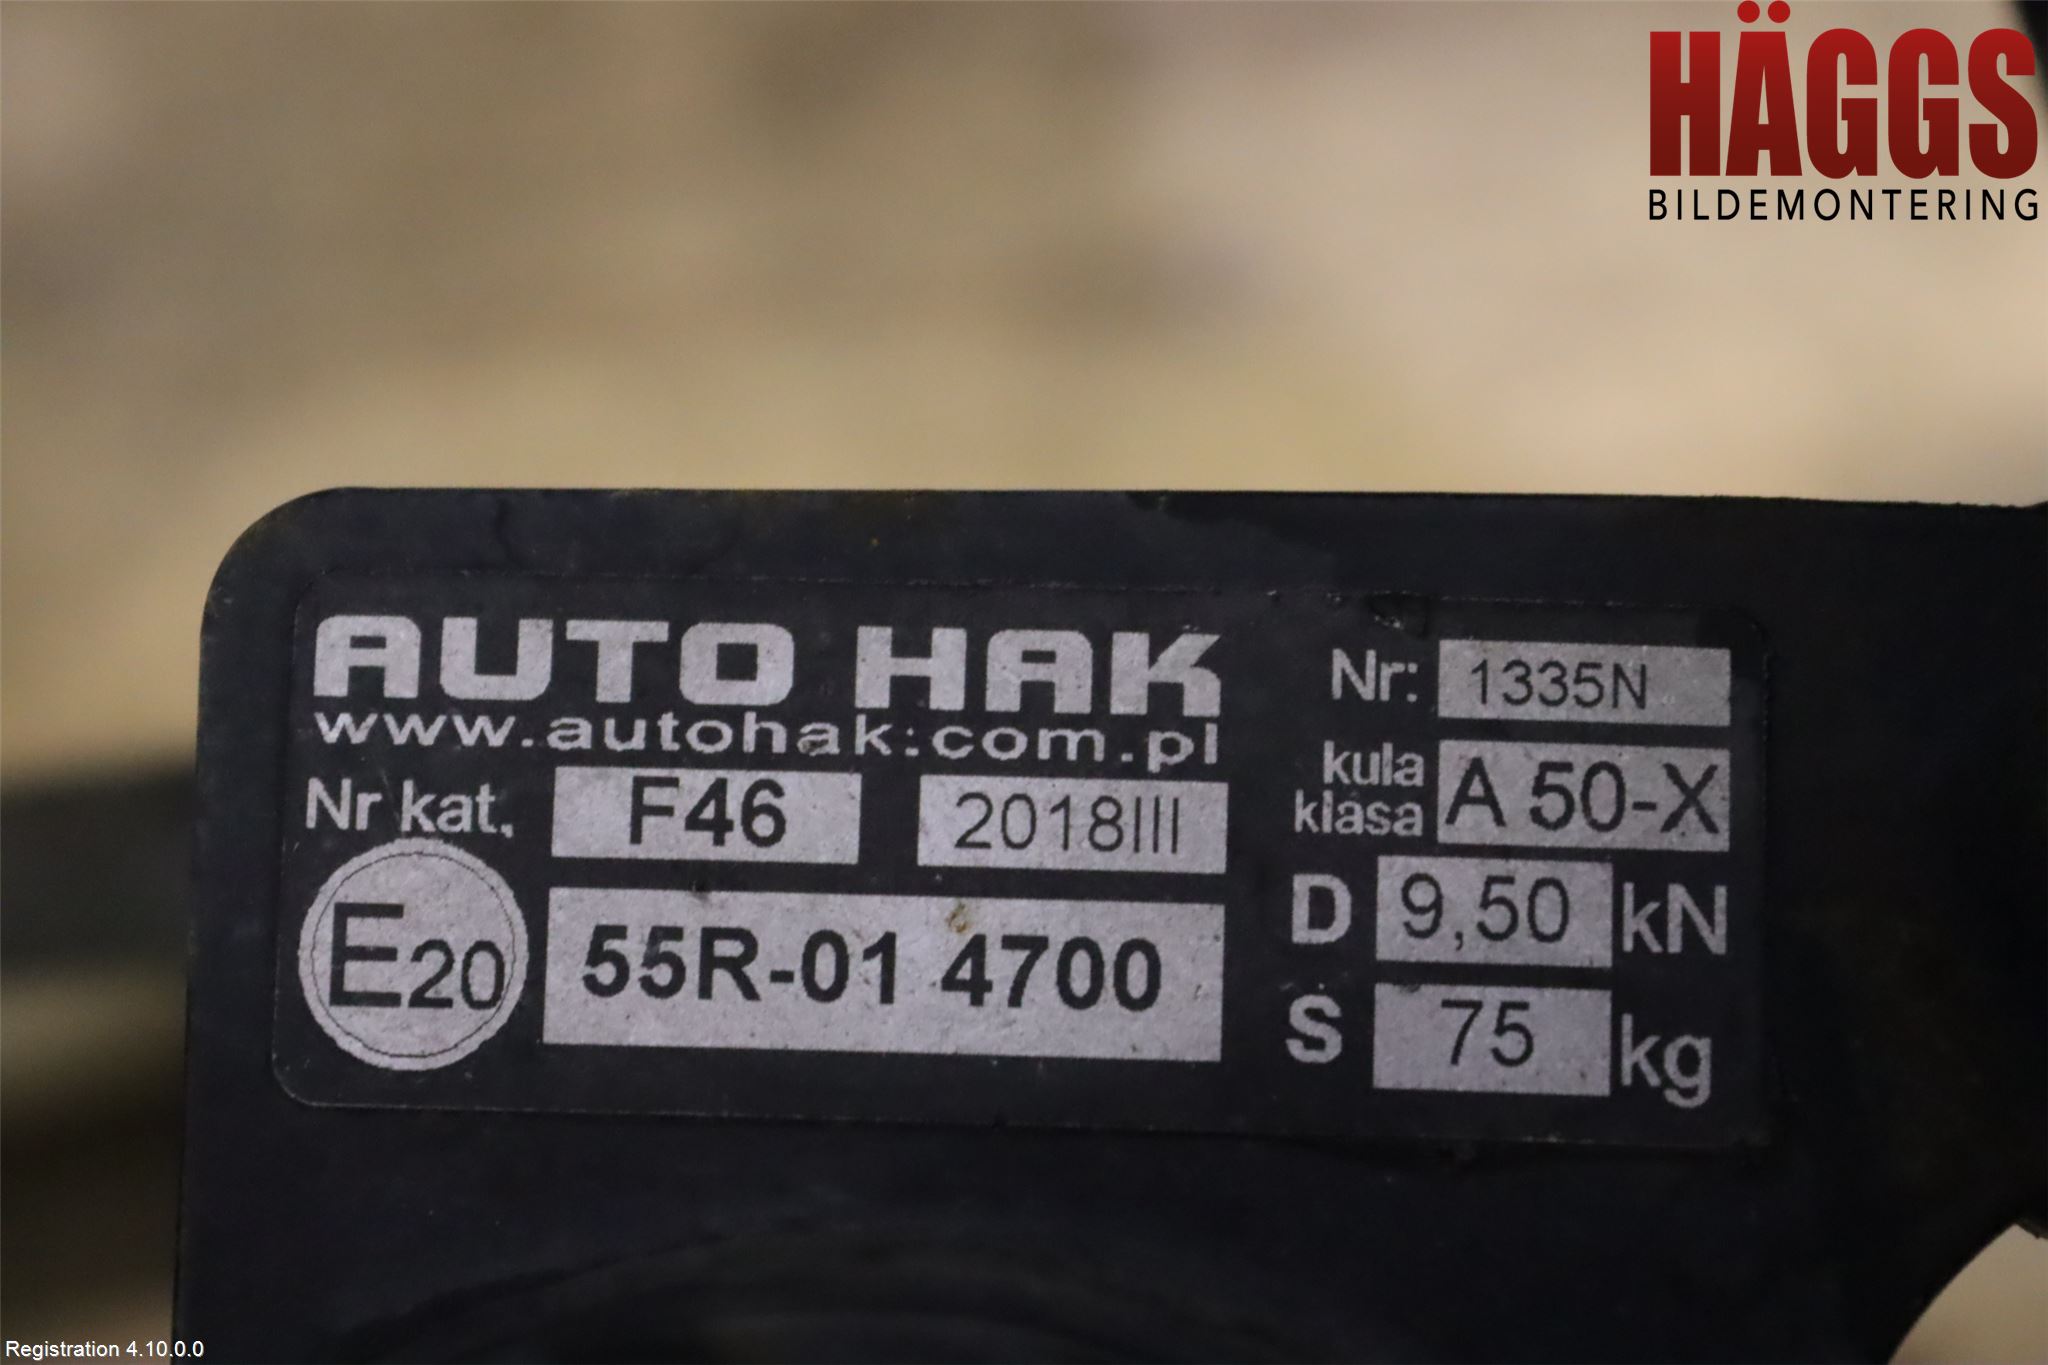 HÄGGS
BILDEMONTERING
AUTO HAK
www.autohak.com.pl
Nr kat. F46 2018III
E20 55R-01 4700
Nr: 1335N
kula
klasa A 50-X
D 9,50 kN
S 75 kg
Registration 4.10.0.0